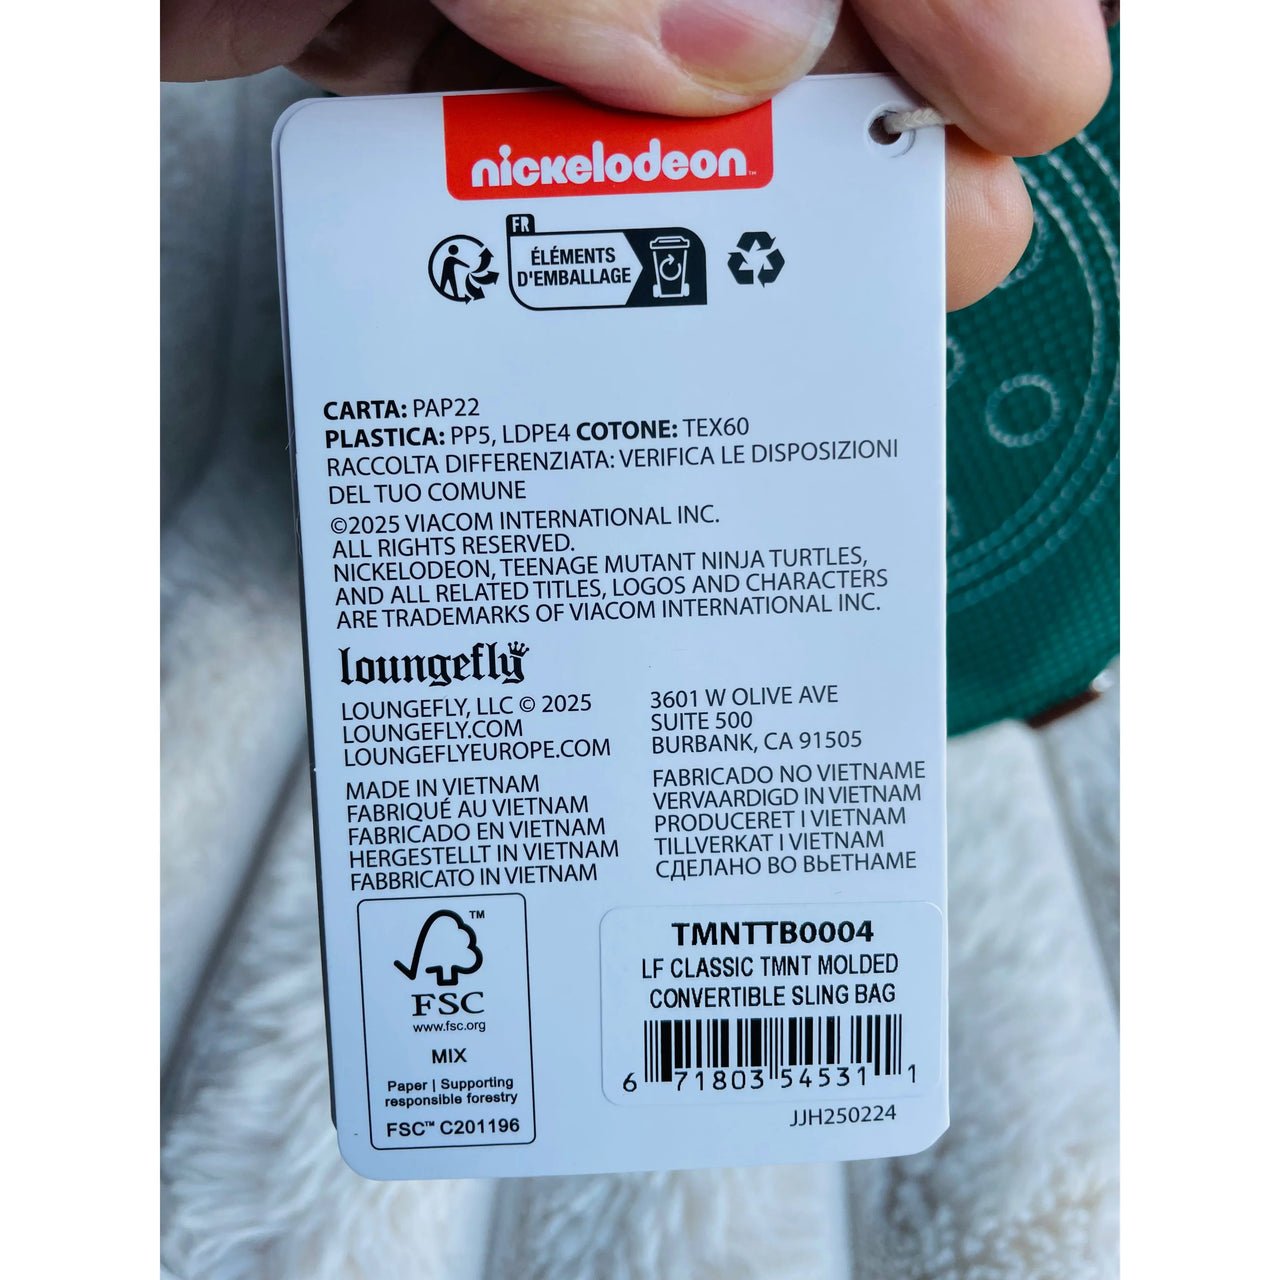 nickelodeon™
FR
ÉLÉMENTS
D'EMBALLAGE
CARTA: PAP22
PLASTICA: PP5, LDPE4 COTONE: TEX60
RACCOLTA DIFFERENZIATA: VERIFICA LE DISPOSIZIONI
DEL TUO COMUNE
©2025 VIACOM INTERNATIONAL INC.
ALL RIGHTS RESERVED.
NICKELODEON, TEENAGE MUTANT NINJA TURTLES,
AND ALL RELATED TITLES, LOGOS AND CHARACTERS
ARE TRADEMARKS OF VIACOM INTERNATIONAL INC.
loungefly
LOUNGEFLY, LLC © 2025
LOUNGEFLY.COM
LOUNGEFLYEUROPE.COM
3601 W OLIVE AVE
SUITE 500
BURBANK, CA 91505
MADE IN VIETNAM
FABRIQUÉ AU VIETNAM
FABRICADO EN VIETNAM
HERGESTELLT IN VIETNAM
FABBRICATO IN VIETNAM
FABRICADO NO VIETNAME
VERVAARDIGD IN VIETNAM
PRODUCERET I VIETNAM
TILLVERKAT I VIETNAM
СДЕЛАНО ВО ВЬЕТНАМЕ
™
FSC
www.fsc.org
MIX
Paper | Supporting
responsible forestry
FSC™ C201196
TMNTTB0004
LF CLASSIC TMNT MOLDED
CONVERTIBLE SLING BAG
6 71803 54531 1
JJH250224